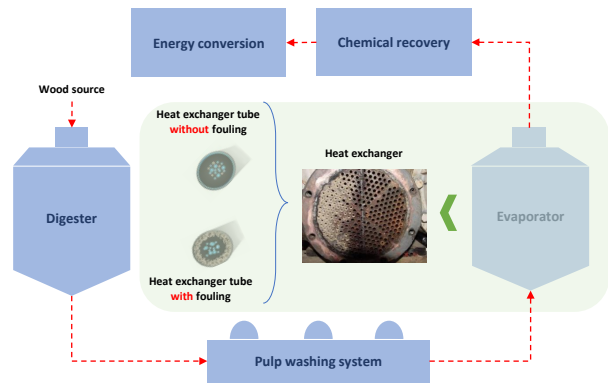 Energy conversion
Chemical recovery
Wood source
Heat exchanger tube
without fouling
Heat exchanger
Digester
Evaporator
Heat exchanger tube
with fouling
Pulp washing system